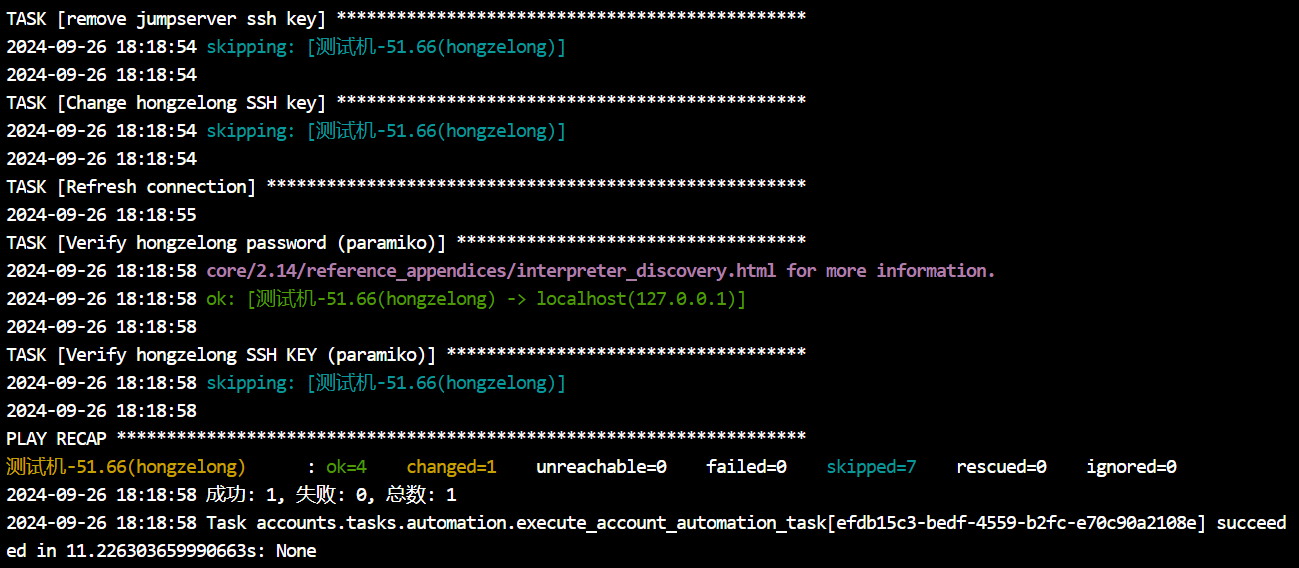 TASK [remove jumpserver ssh key] ***********************************************
2024-09-26 18:18:54 skipping: [测试机-51.66(hongzelong)]
2024-09-26 18:18:54
TASK [Change hongzelong SSH key] ***********************************************
2024-09-26 18:18:54 skipping: [测试机-51.66(hongzelong)]
2024-09-26 18:18:54
TASK [Refresh connection] ******************************************************
2024-09-26 18:18:55
TASK [Verify hongzelong password (paramiko)] ***********************************
2024-09-26 18:18:58 core/2.14/reference_appendices/interpreter_discovery.html for more information.
2024-09-26 18:18:58 ok: [测试机-51.66(hongzelong) -> localhost(127.0.0.1)]
2024-09-26 18:18:58
TASK [Verify hongzelong SSH KEY (paramiko)] ************************************
2024-09-26 18:18:58 skipping: [测试机-51.66(hongzelong)]
2024-09-26 18:18:58
PLAY RECAP *********************************************************************
测试机-51.66(hongzelong)      : ok=4    changed=1    unreachable=0    failed=0    skipped=7    rescued=0    ignored=0
2024-09-26 18:18:58 成功: 1, 失败: 0, 总数: 1
2024-09-26 18:18:58 Task accounts.tasks.automation.execute_account_automation_task[efdb15c3-bedf-4559-b2fc-e70c90a2108e] succeed
ed in 11.226303659990663s: None